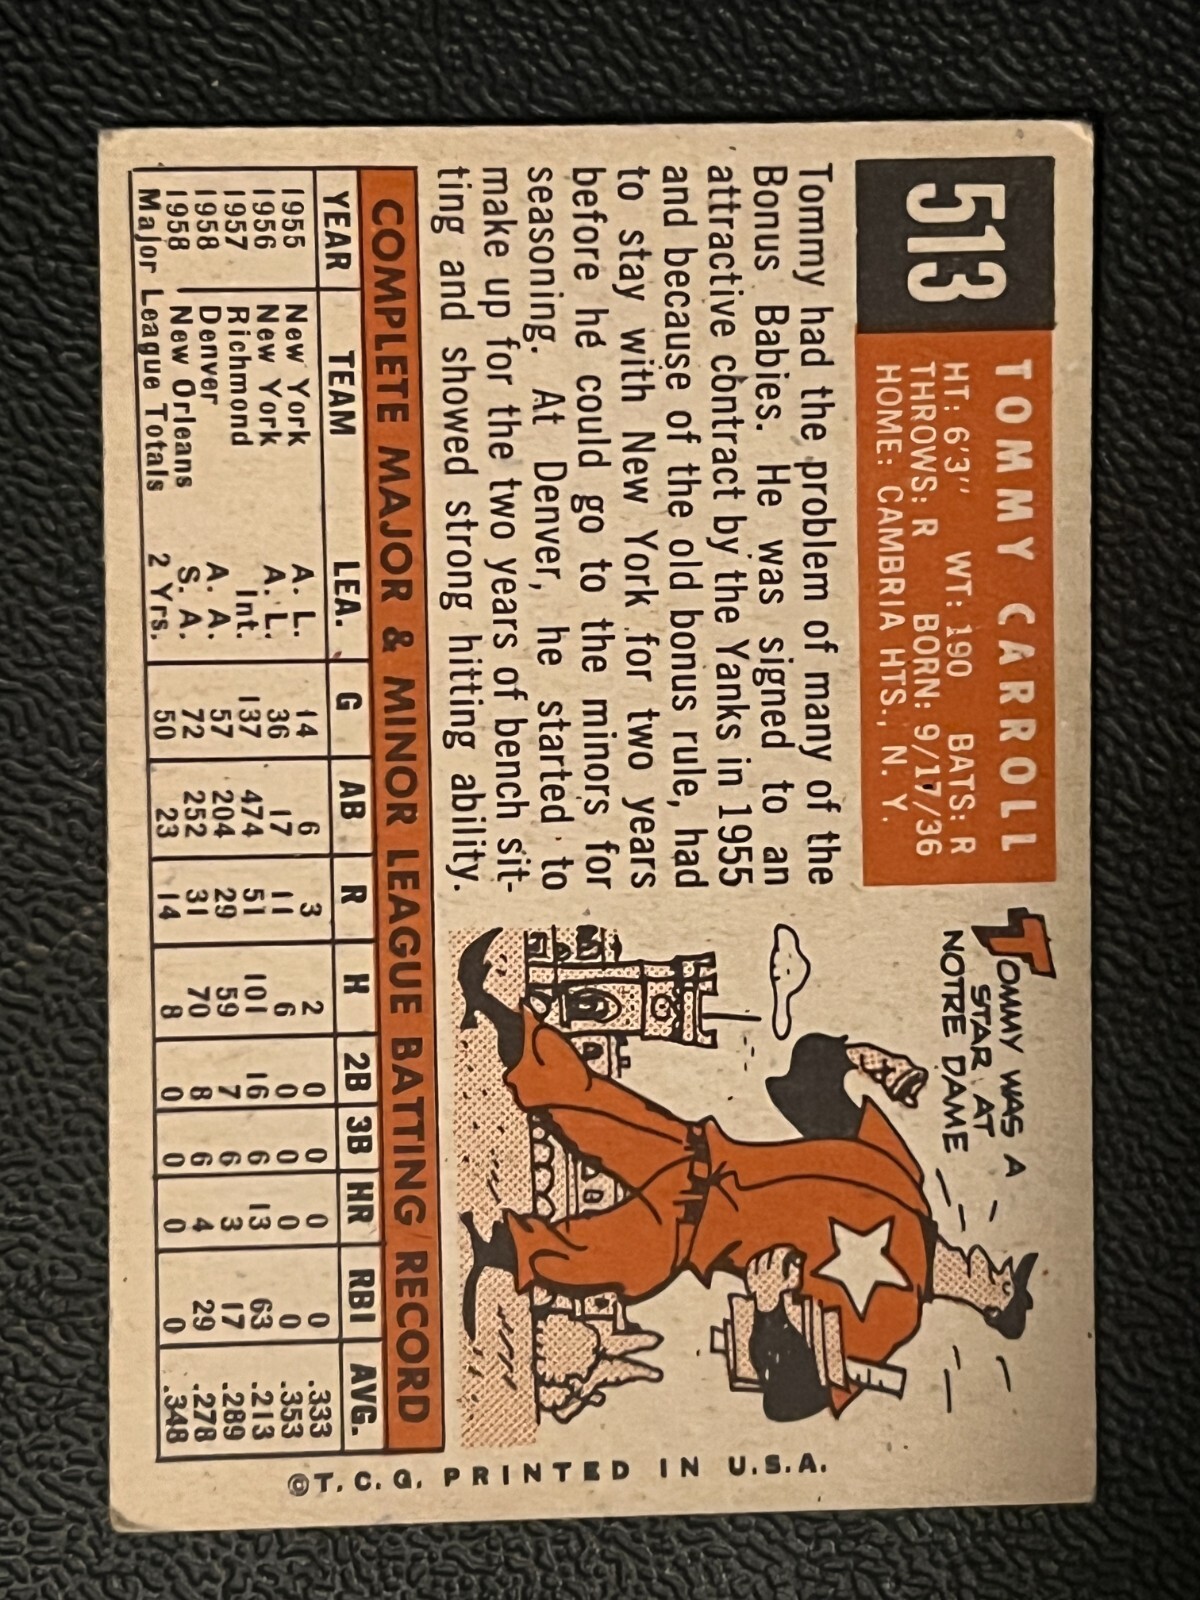 513
TOMMY CARROLL
HT: 6'3" WT: 190 BATS: R
THROWS: R BORN: 9/17/36
HOME: CAMBRIA HTS., N. Y.
TOMMY WAS A
STAR AT
NOTRE DAME
Tommy had the problem of many of the
Bonus Babies. He was signed to an
attractive contract by the Yanks in 1955
and because of the old bonus rule, had
to stay with New York for two years
before he could go to the minors for
seasoning. At Denver, he started to
make up for the two years of bench sit-
ting and showed strong hitting ability.
COMPLETE MAJOR & MINOR LEAGUE BATTING RECORD
YEAR TEAM LEA. G AB R H 2B 3B HR RBI AVG.
1955 New York A. L. 14 6 3 2 0 0 0 0 .333
1956 New York A. L. 36 17 11 6 0 0 0 0 .353
1957 Richmond Int. 137 474 51 101 16 6 13 63 .213
1958 Denver A. A. 57 204 29 59 7 6 3 17 .289
1958 New Orleans S. A. 72 252 31 70 8 6 4 29 .278
Major League Totals 2 Yrs. 50 23 14 8 0 0 0 0 .348
©T. C. G. PRINTED IN U.S.A.